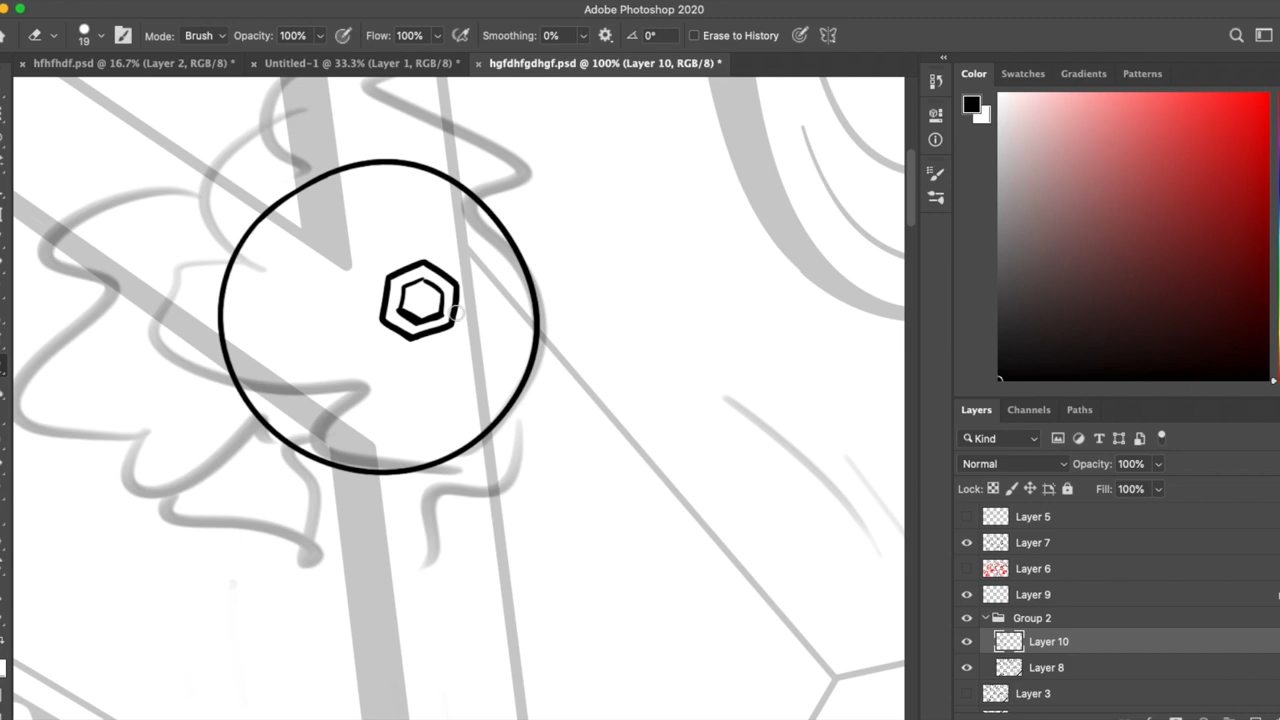 Adobe Photoshop 2020
19 Mode: Brush Opacity: 100% Flow: 100% Smoothing: 0% 0° Erase to History
hfhfhdf.psd @ 16.7% (Layer 2, RGB/8) * Untitled-1 @ 33.3% (Layer 1, RGB/8) * hgfdhfgdhgf.psd @ 100% (Layer 10, RGB/8) *
Color Swatches Gradients Patterns
Layers Channels Paths
Kind
Normal Opacity: 100%
Lock: Fill: 100%
Layer 5
Layer 7
Layer 6
Layer 9
Group 2
Layer 10
Layer 8
Layer 3